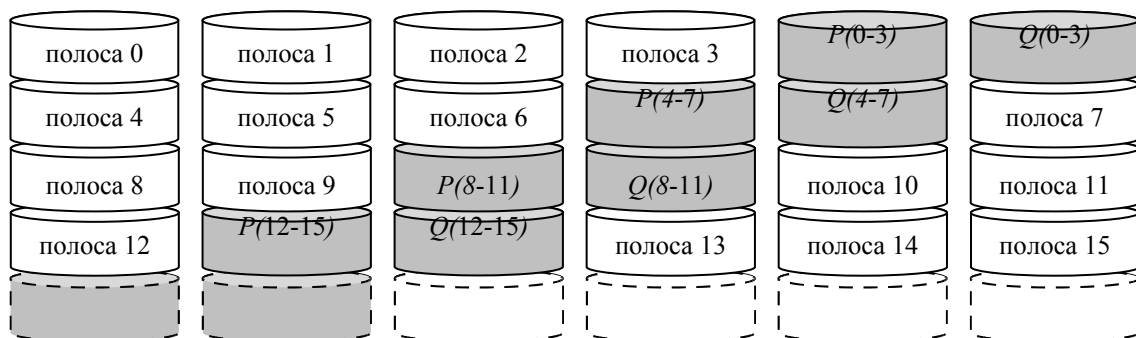 полоса 0 полоса 1 полоса 2 полоса 3 P(0-3) Q(0-3)
полоса 4 полоса 5 полоса 6 P(4-7) Q(4-7) полоса 7
полоса 8 полоса 9 P(8-11) Q(8-11) полоса 10 полоса 11
полоса 12 P(12-15) Q(12-15) полоса 13 полоса 14 полоса 15